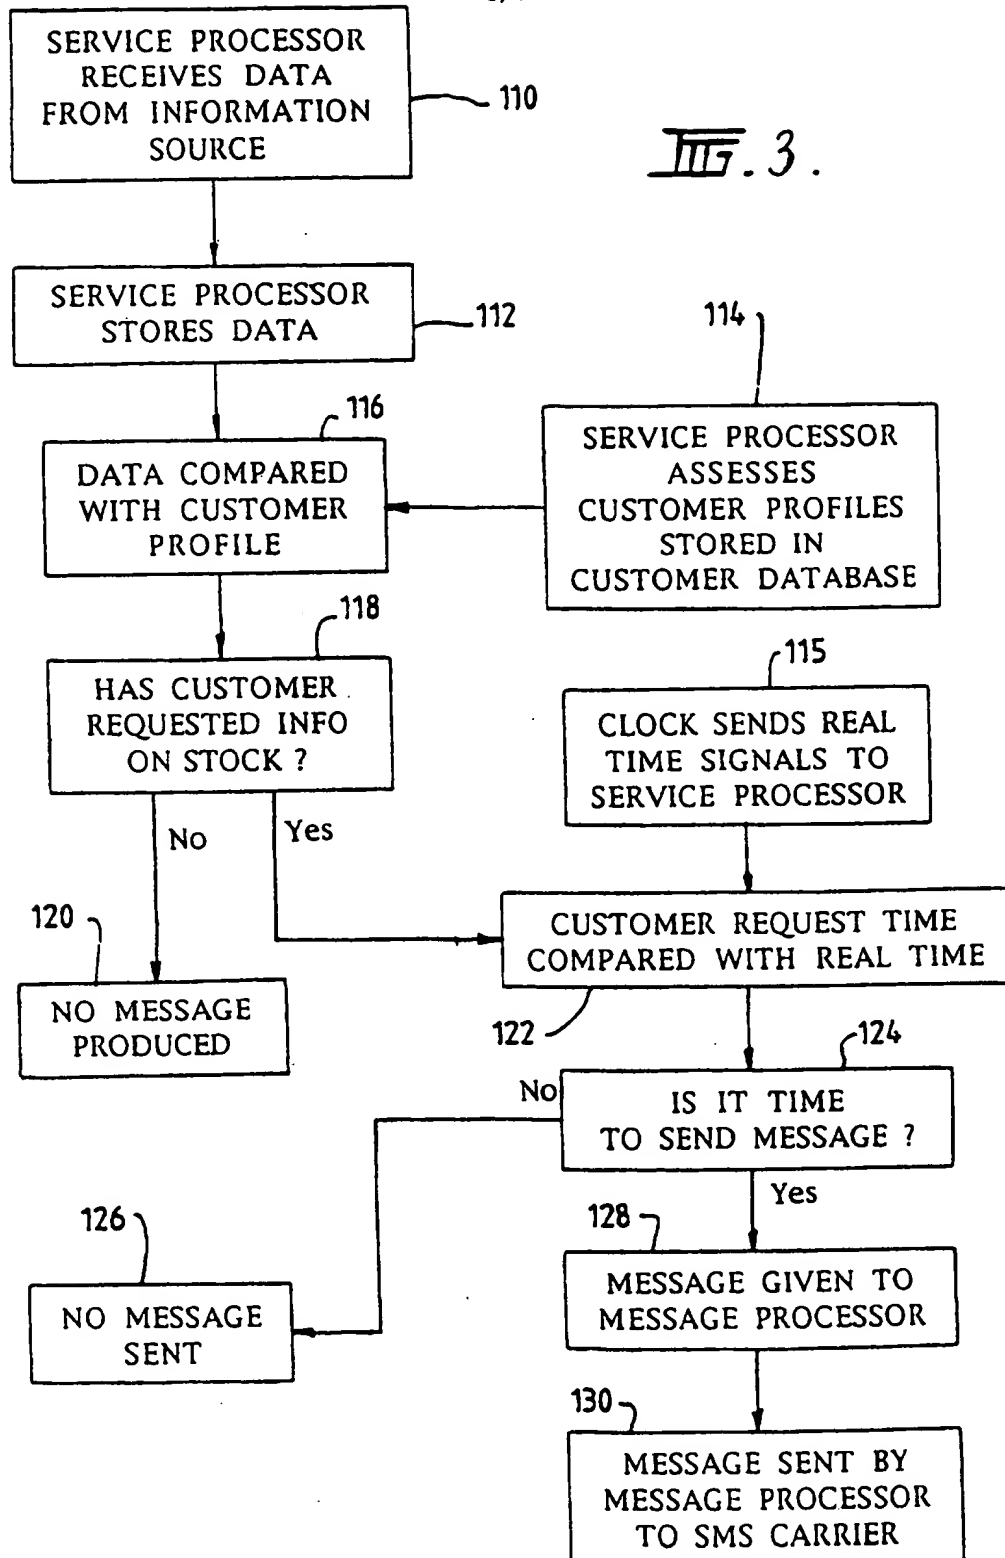 SERVICE PROCESSOR
RECEIVES DATA
FROM INFORMATION
SOURCE
110
FIG. 3.
SERVICE PROCESSOR
STORES DATA
112
114
116
DATA COMPARED
WITH CUSTOMER
PROFILE
SERVICE PROCESSOR
ASSESSES
CUSTOMER PROFILES
STORED IN
CUSTOMER DATABASE
118
HAS CUSTOMER
REQUESTED INFO
ON STOCK ?
115
CLOCK SENDS REAL
TIME SIGNALS TO
SERVICE PROCESSOR
No
Yes
120
NO MESSAGE
PRODUCED
CUSTOMER REQUEST TIME
COMPARED WITH REAL TIME
122
124
No
IS IT TIME
TO SEND MESSAGE ?
Yes
126
NO MESSAGE
SENT
128
MESSAGE GIVEN TO
MESSAGE PROCESSOR
130
MESSAGE SENT BY
MESSAGE PROCESSOR
TO SMS CARRIER